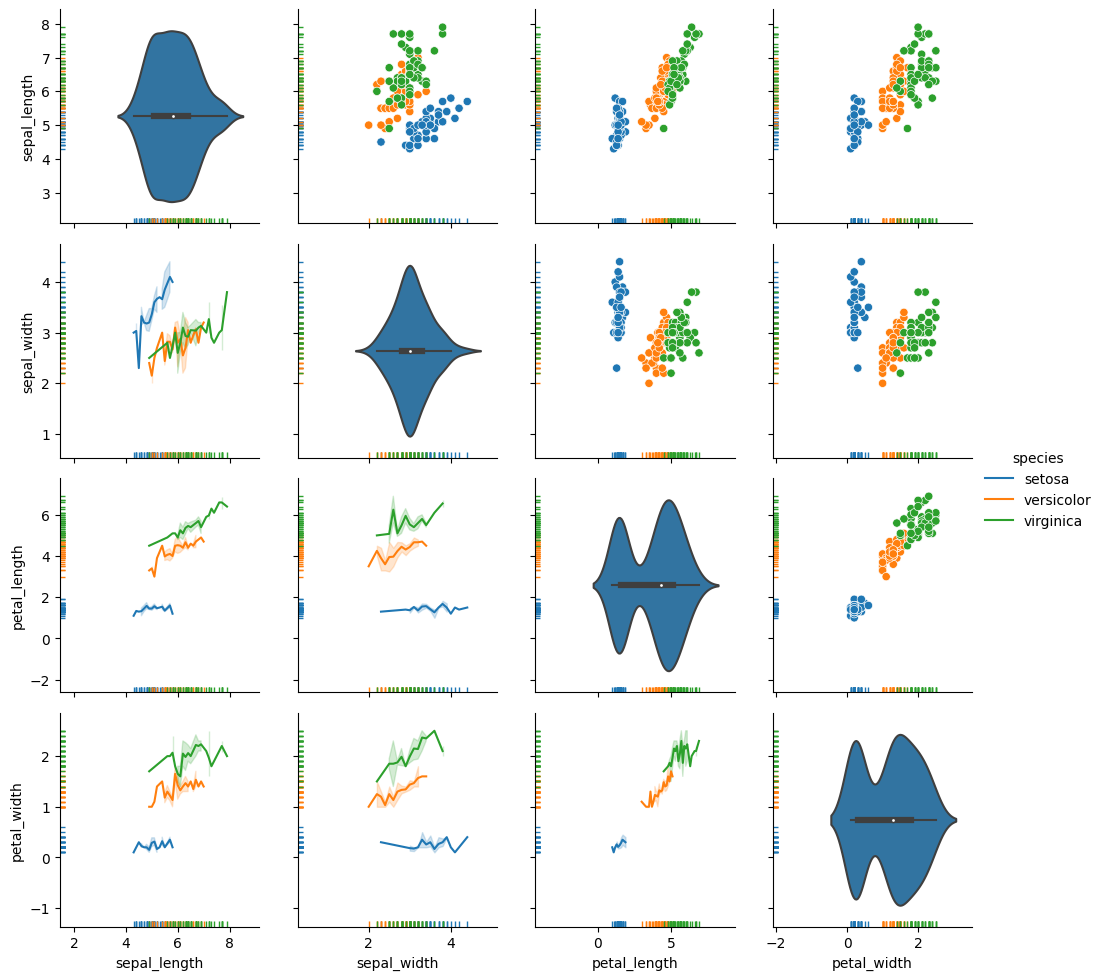 8
7
6
5
4
3
sepal_length
4
3
2
1
sepal_width
species
setosa
versicolor
virginica
6
4
2
0
−2
petal_length
2
1
0
−1
petal_width
2 4 6 8
2 4
0 5
−2 0 2
sepal_length
sepal_width
petal_length
petal_width